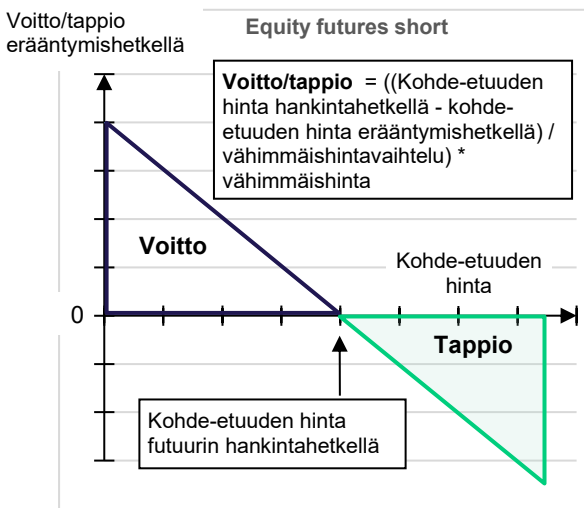 Voitto/tappio
erääntymishetkellä
Equity futures short
Voitto/tappio = ((Kohde-etuuden
hinta hankintahetkellä - kohde-
etuuden hinta erääntymishetkellä) /
vähimmäishintavaihtelu) *
vähimmäishinta
Voitto
Kohde-etuuden
hinta
0
Tappio
Kohde-etuuden hinta
futuurin hankintahetkellä